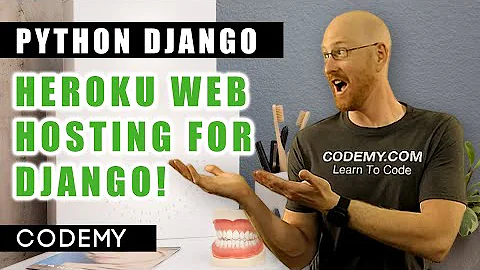 PYTHON DJANGO
HEROKU WEB
HOSTING FOR
DJANGO!
CODEMY.COM
Learn To Code
CODEMY